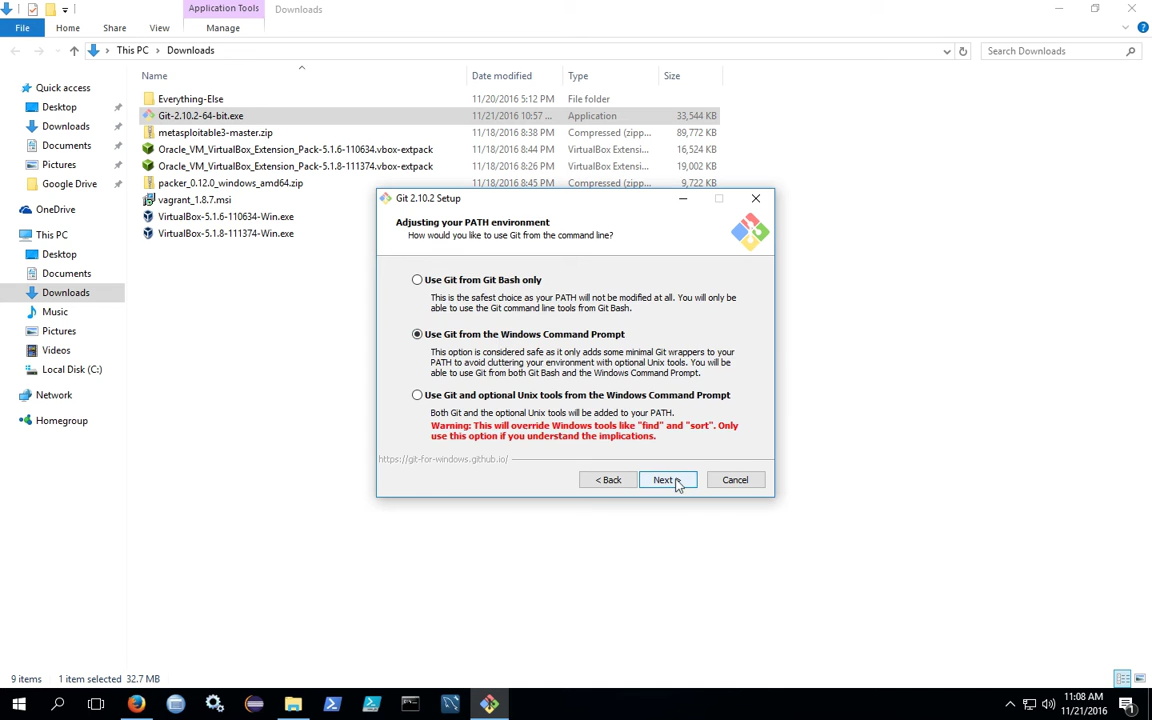 Application Tools
Downloads
File
Home
Share
View
Manage
This PC
Downloads
Search Downloads
Name
Date modified
Type
Size
Quick access
Desktop
Downloads
Documents
Pictures
Google Drive
OneDrive
This PC
Desktop
Documents
Downloads
Music
Pictures
Videos
Local Disk (C:)
Network
Homegroup
Everything-Else 11/20/2016 5:12 PM File folder
Git-2.10.2-64-bit.exe 11/21/2016 10:57 ... Application 33,544 KB
metasploitable3-master.zip 11/18/2016 8:38 PM Compressed (zipp... 89,772 KB
Oracle_VM_VirtualBox_Extension_Pack-5.1.6-110634.vbox-extpack 11/18/2016 8:44 PM VirtualBox Extensi... 16,524 KB
Oracle_VM_VirtualBox_Extension_Pack-5.1.8-111374.vbox-extpack 11/18/2016 8:26 PM VirtualBox Extensi... 19,002 KB
packer_0.12.0_windows_amd64.zip 11/18/2016 8:45 PM Compressed (zipp... 9,722 KB
vagrant_1.8.7.msi
VirtualBox-5.1.6-110634-Win.exe
VirtualBox-5.1.8-111374-Win.exe
Git 2.10.2 Setup
Adjusting your PATH environment
How would you like to use Git from the command line?
Use Git from Git Bash only
This is the safest choice as your PATH will not be modified at all. You will only be
able to use the Git command line tools from Git Bash.
Use Git from the Windows Command Prompt
This option is considered safe as it only adds some minimal Git wrappers to your
PATH to avoid cluttering your environment with optional Unix tools. You will be
able to use Git from both Git Bash and the Windows Command Prompt.
Use Git and optional Unix tools from the Windows Command Prompt
Both Git and the optional Unix tools will be added to your PATH.
Warning: This will override Windows tools like "find" and "sort". Only
use this option if you understand the implications.
https://git-for-windows.github.io/
< Back
Next >
Cancel
9 items
1 item selected 32.7 MB
11:08 AM
11/21/2016
1